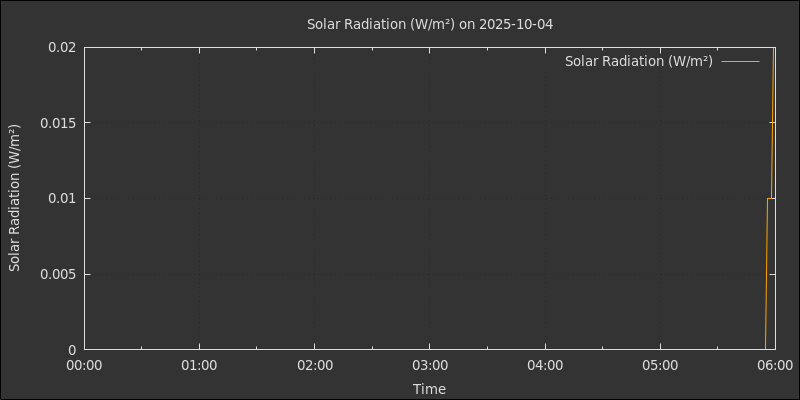 Solar Radiation (W/m²) on 2025-10-04
Solar Radiation (W/m²)
0.02
0.015
0.01
0.005
0
Solar Radiation (W/m²)
00:00 01:00 02:00 03:00 04:00 05:00 06:00
Time